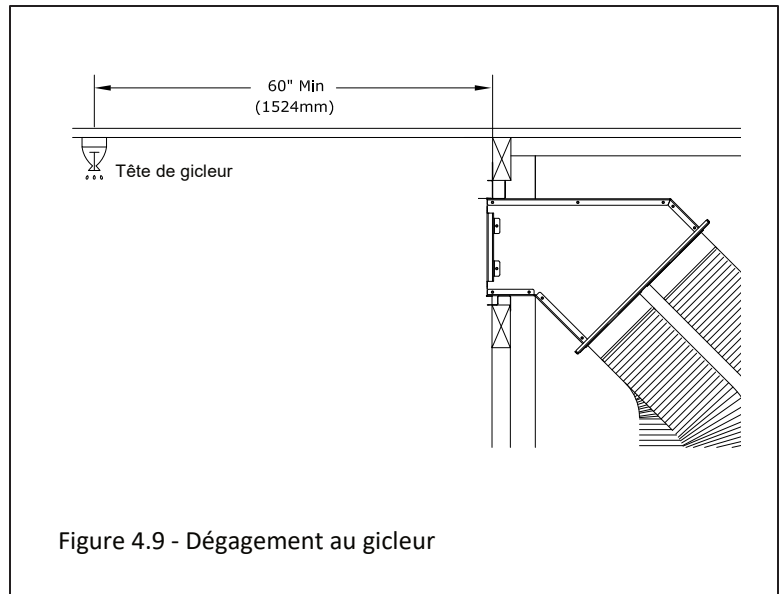 60" Min
(1524mm)
Tête de gicleur
Figure 4.9 - Dégagement au gicleur